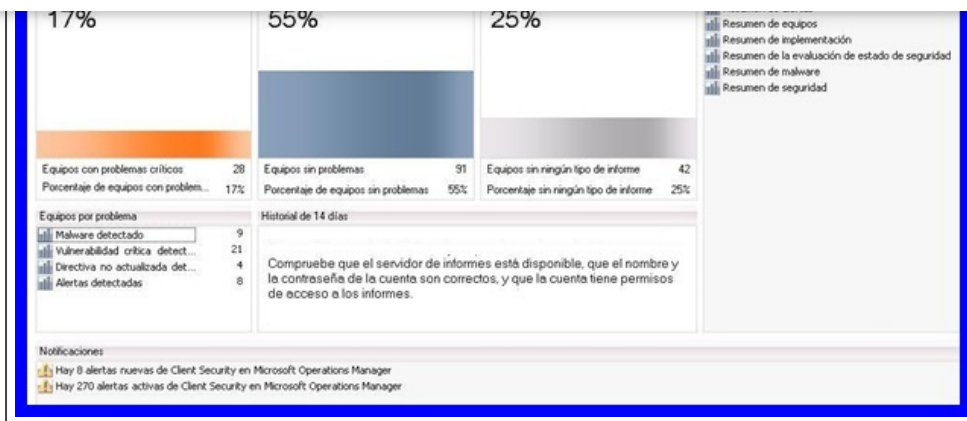 17%
55%
25%
Resumen de equipos
Resumen de implementación
Resumen de la evaluación de estado de seguridad
Resumen de malware
Resumen de seguridad
Equipos con problemas críticos 28
Porcentaje de equipos con problem... 17%
Equipos sin problemas 91
Porcentaje de equipos sin problemas 55%
Equipos sin ningún tipo de informe 42
Porcentaje sin ningún tipo de informe 25%
Equipos por problema
Malware detectado 9
Vulnerabilidad crítica detect... 21
Directiva no actualizada det... 4
Alertas detectadas 8
Historial de 14 días
Compruebe que el servidor de informes está disponible, que el nombre y
la contraseña de la cuenta son correctos, y que la cuenta tiene permisos
de acceso a los informes.
Notificaciones
Hay 8 alertas nuevas de Client Security en Microsoft Operations Manager
Hay 270 alertas activas de Client Security en Microsoft Operations Manager